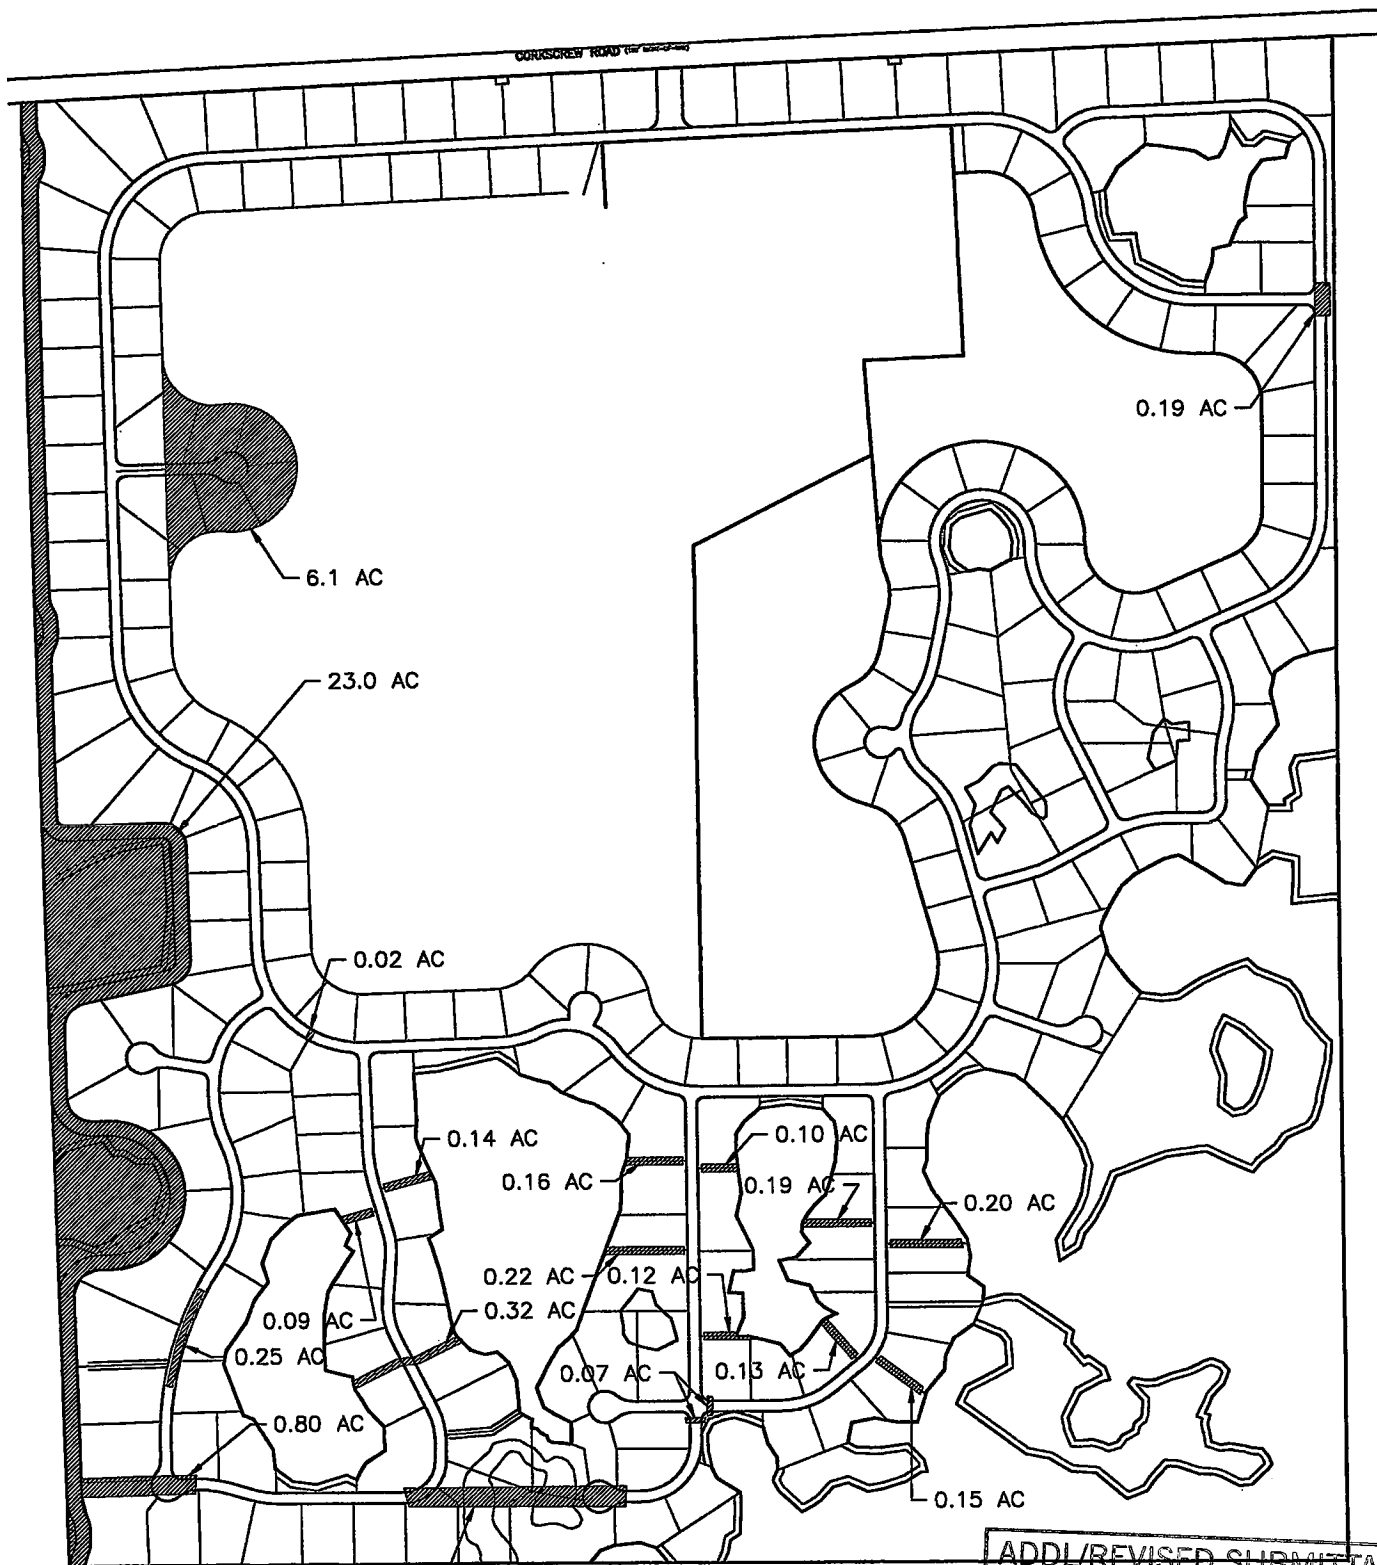 CORKSCREW ROAD
0.19 AC
6.1 AC
23.0 AC
0.02 AC
0.14 AC
0.10 AC
0.16 AC
0.19 AC
0.20 AC
0.22 AC
0.12 AC
0.09 AC
0.32 AC
0.25 AC
0.07 AC
0.13 AC
0.80 AC
0.15 AC
ADDL/REVISED SUBMITTA